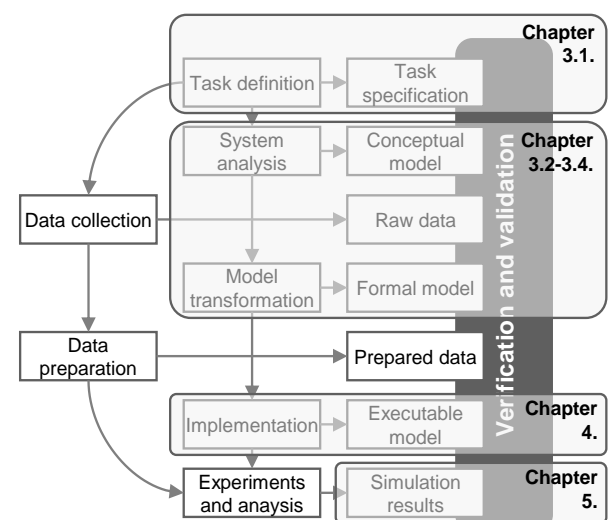 Chapter
3.1.
Task definition
Task
specification
System
analysis
Conceptual
model
Chapter
3.2-3.4.
Data collection
Raw data
Model
transformation
Formal model
Verification and validation
Data
preparation
Prepared data
Implementation
Executable
model
Chapter
4.
Experiments
and anaysis
Simulation
results
Chapter
5.